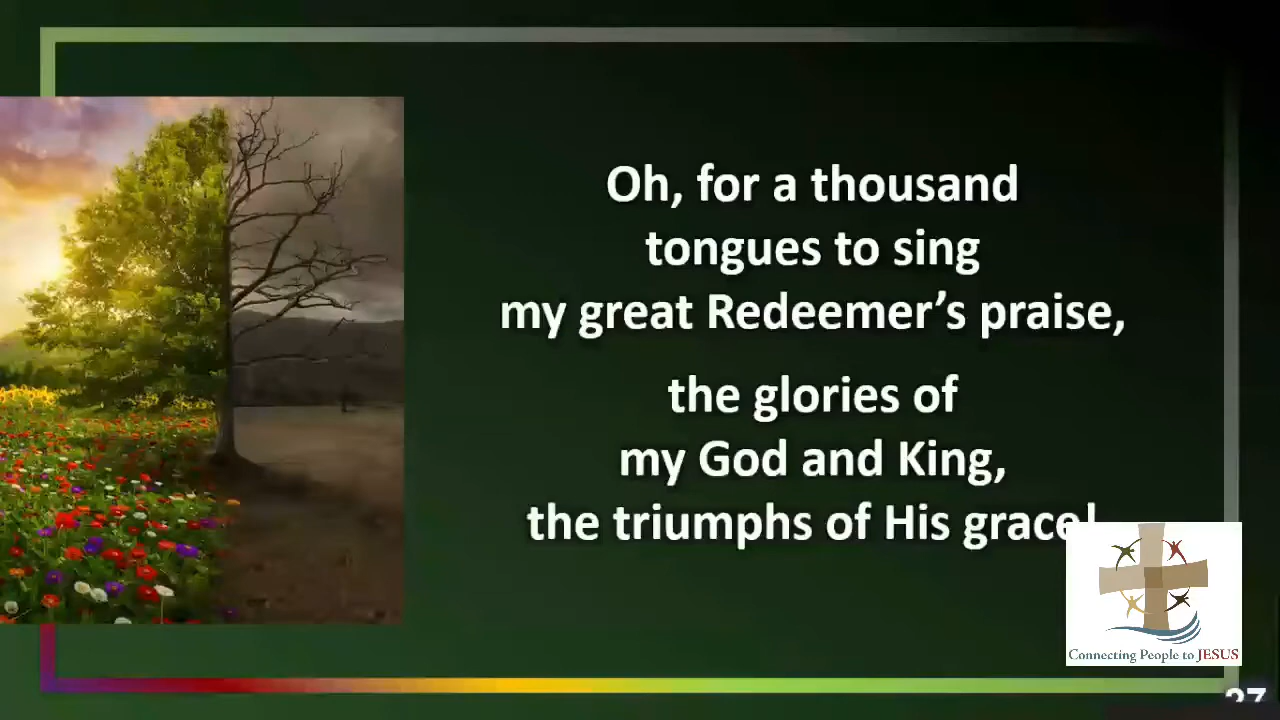 Oh, for a thousand
tongues to sing
my great Redeemer’s praise,
the glories of
my God and King,
the triumphs of His grace!
Connecting People to JESUS
27